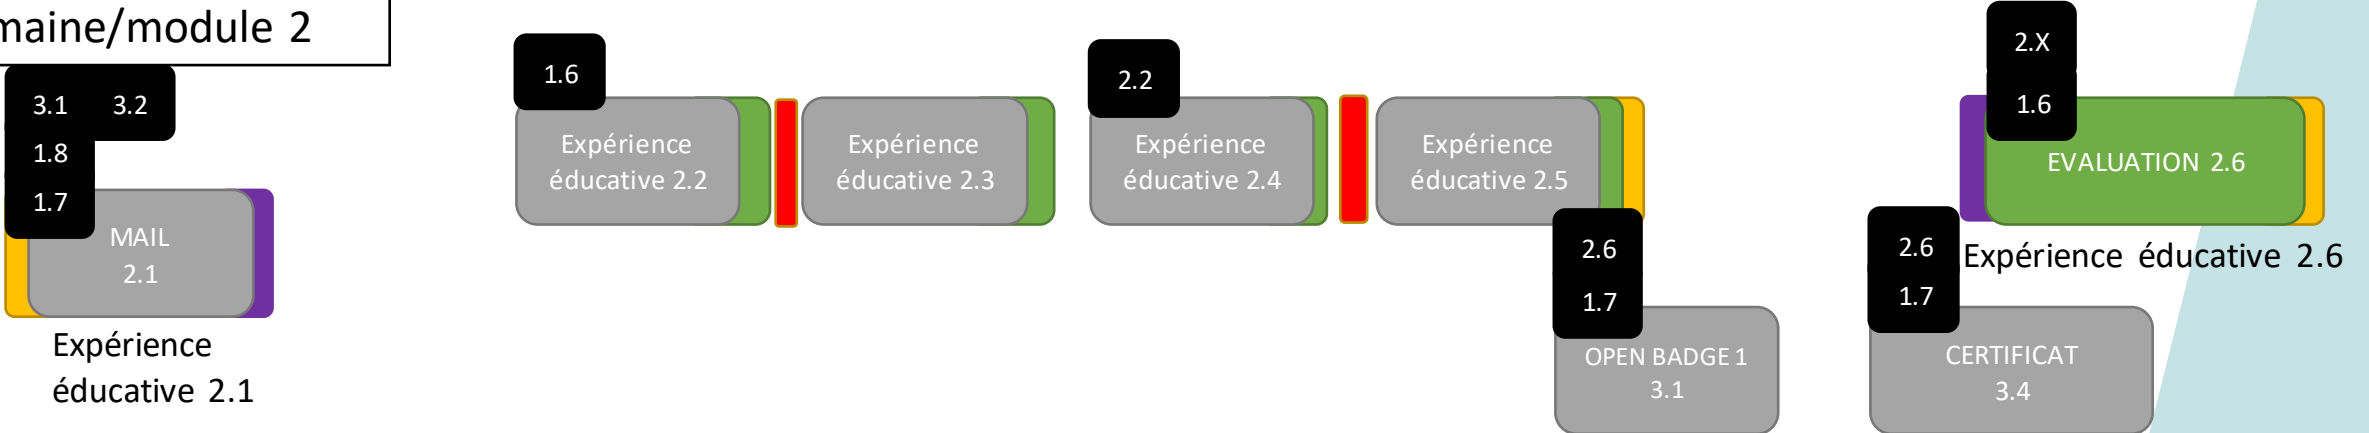 maine/module 2
3.1 3.2
1.8
1.7
MAIL
2.1
Expérience
éducative 2.1
1.6
Expérience
éducative 2.2
Expérience
éducative 2.3
2.2
Expérience
éducative 2.4
Expérience
éducative 2.5
2.6
1.7
OPEN BADGE 1
3.1
2.X
1.6
EVALUATION 2.6
Expérience éducative 2.6
2.6
1.7
CERTIFICAT
3.4